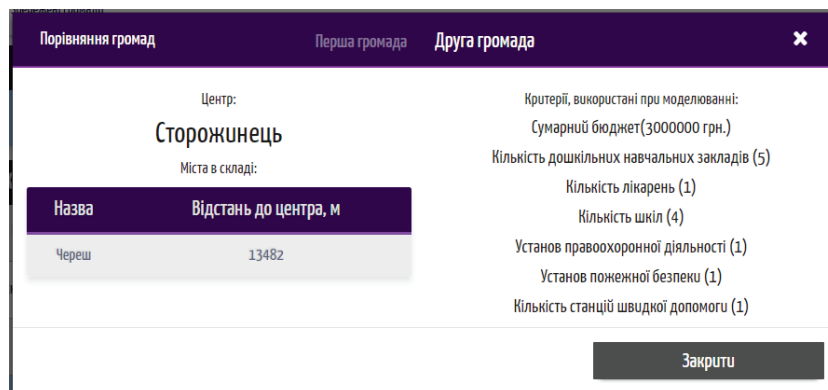 Порівняння громад
Перша громада
Друга громада
Центр:
Сторожинець
Міста в складі:
Назва Відстань до центра, м
Череш 13482
Критерії, використані при моделюванні:
Сумарний бюджет(3000000 грн.)
Кількість дошкільних навчальних закладів (5)
Кількість лікарень (1)
Кількість шкіл (4)
Установ правоохоронної діяльності (1)
Установ пожежної безпеки (1)
Кількість станцій швидкої допомоги (1)
Закрити